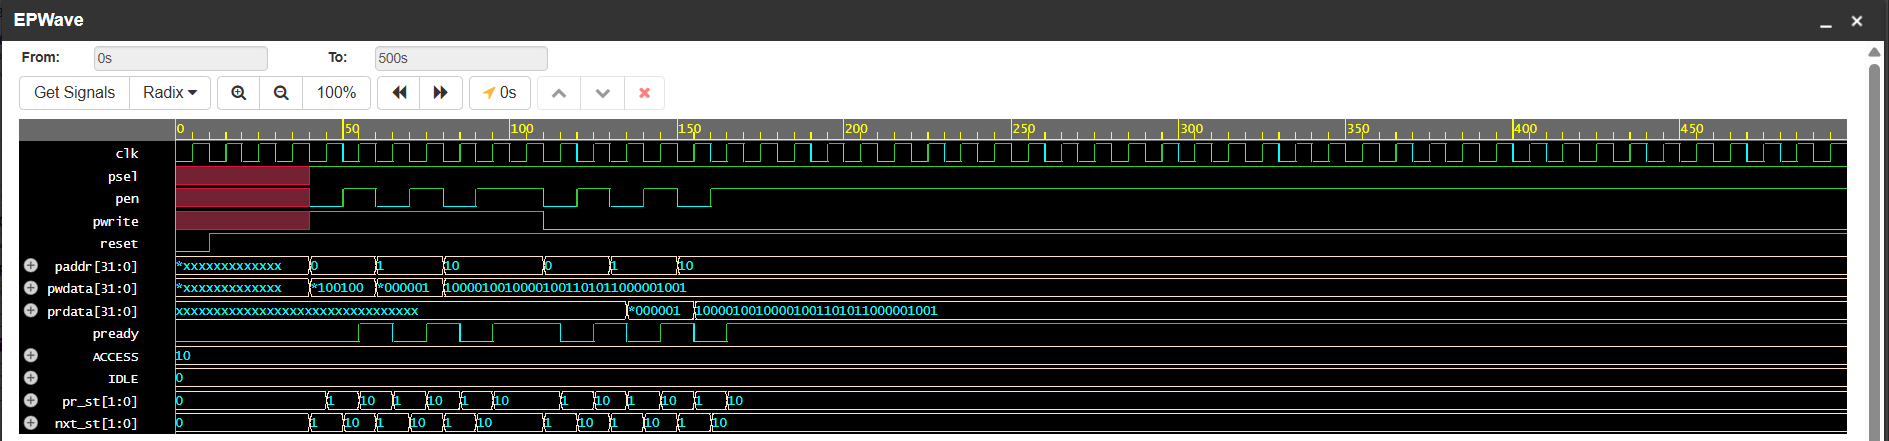 EPWave
From: 0s To: 500s
Get Signals Radix 100% 0s
0 50 100 150 200 250 300 350 400 450
clk
psel
pen
pwrite
reset
paddr[31:0] *xxxxxxxxxxxxx 0 1 10 0 1 10
pwdata[31:0] *xxxxxxxxxxxxx *100100 *000001 10000100100001001101011000001001
prdata[31:0] xxxxxxxxxxxxxxxxxxxxxxxxxxxxxxxx *000001 10000100100001001101011000001001
pready
ACCESS 10
IDLE 0
pr_st[1:0] 0 1 10 1 10 1 10 1 10 1 10 1 10
nxt_st[1:0] 0 1 10 1 10 1 10 1 10 1 10 1 10